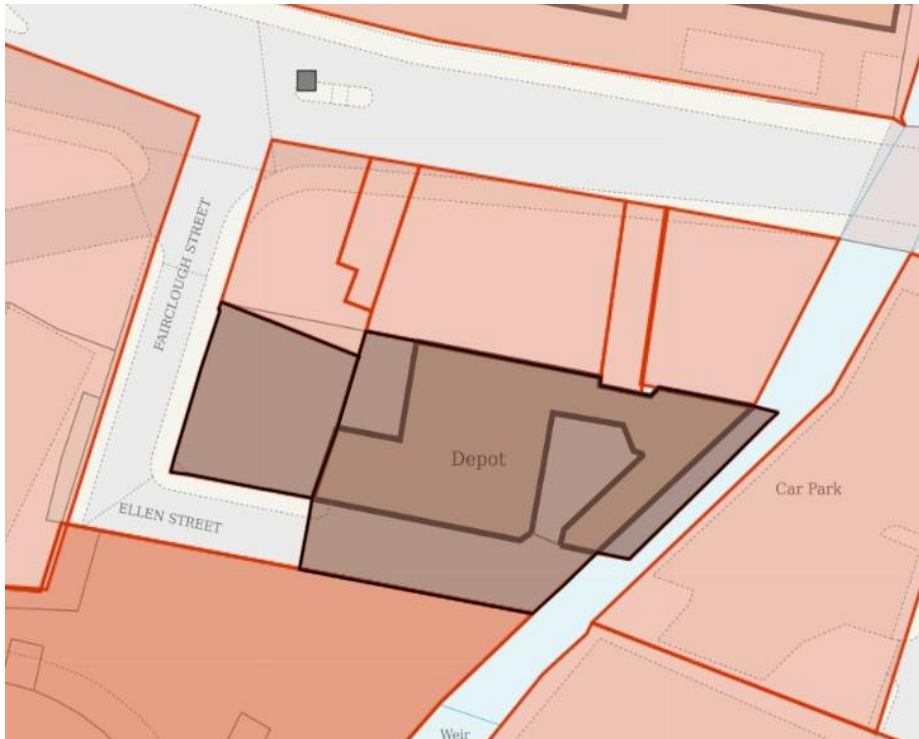 FAIRCLOUGH STREET
Depot
Car Park
ELLEN STREET
Weir